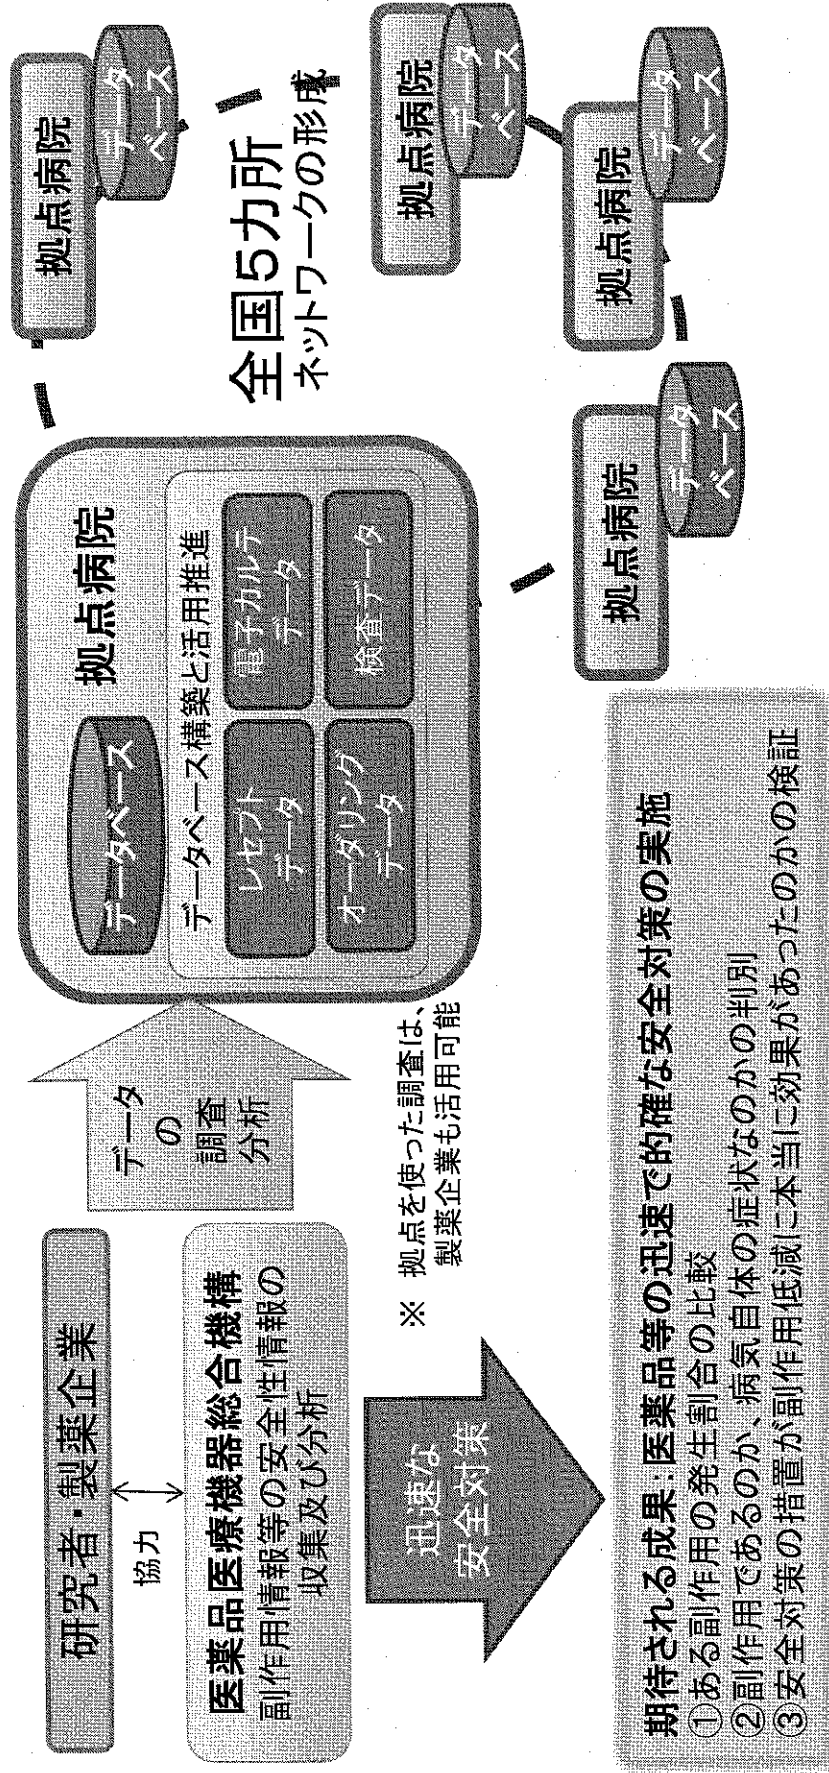 研究者・製薬企業
協力
医薬品医療機器総合機構
副作用情報等の安全性情報の
収集及び分析
データ
の
調査
分析
※ 拠点を使った調査は、
製薬企業も活用可能
迅速な
安全対策
拠点病院
データベース
データベース構築と活用推進
レセプト
データ
電子カルテ
データ
オーダリング
データ
検査データ
全国5カ所
ネットワークの形成
拠点病院
データ
ベース
拠点病院
データ
ベース
拠点病院
データ
ベース
拠点病院
データ
ベース
期待される成果:医薬品等の迅速で的確な安全対策の実施
①ある副作用の発生割合の比較
②副作用であるのか、病気自体の症状なのかの判別
③安全対策の措置が副作用低減に本当に効果があったのかの検証